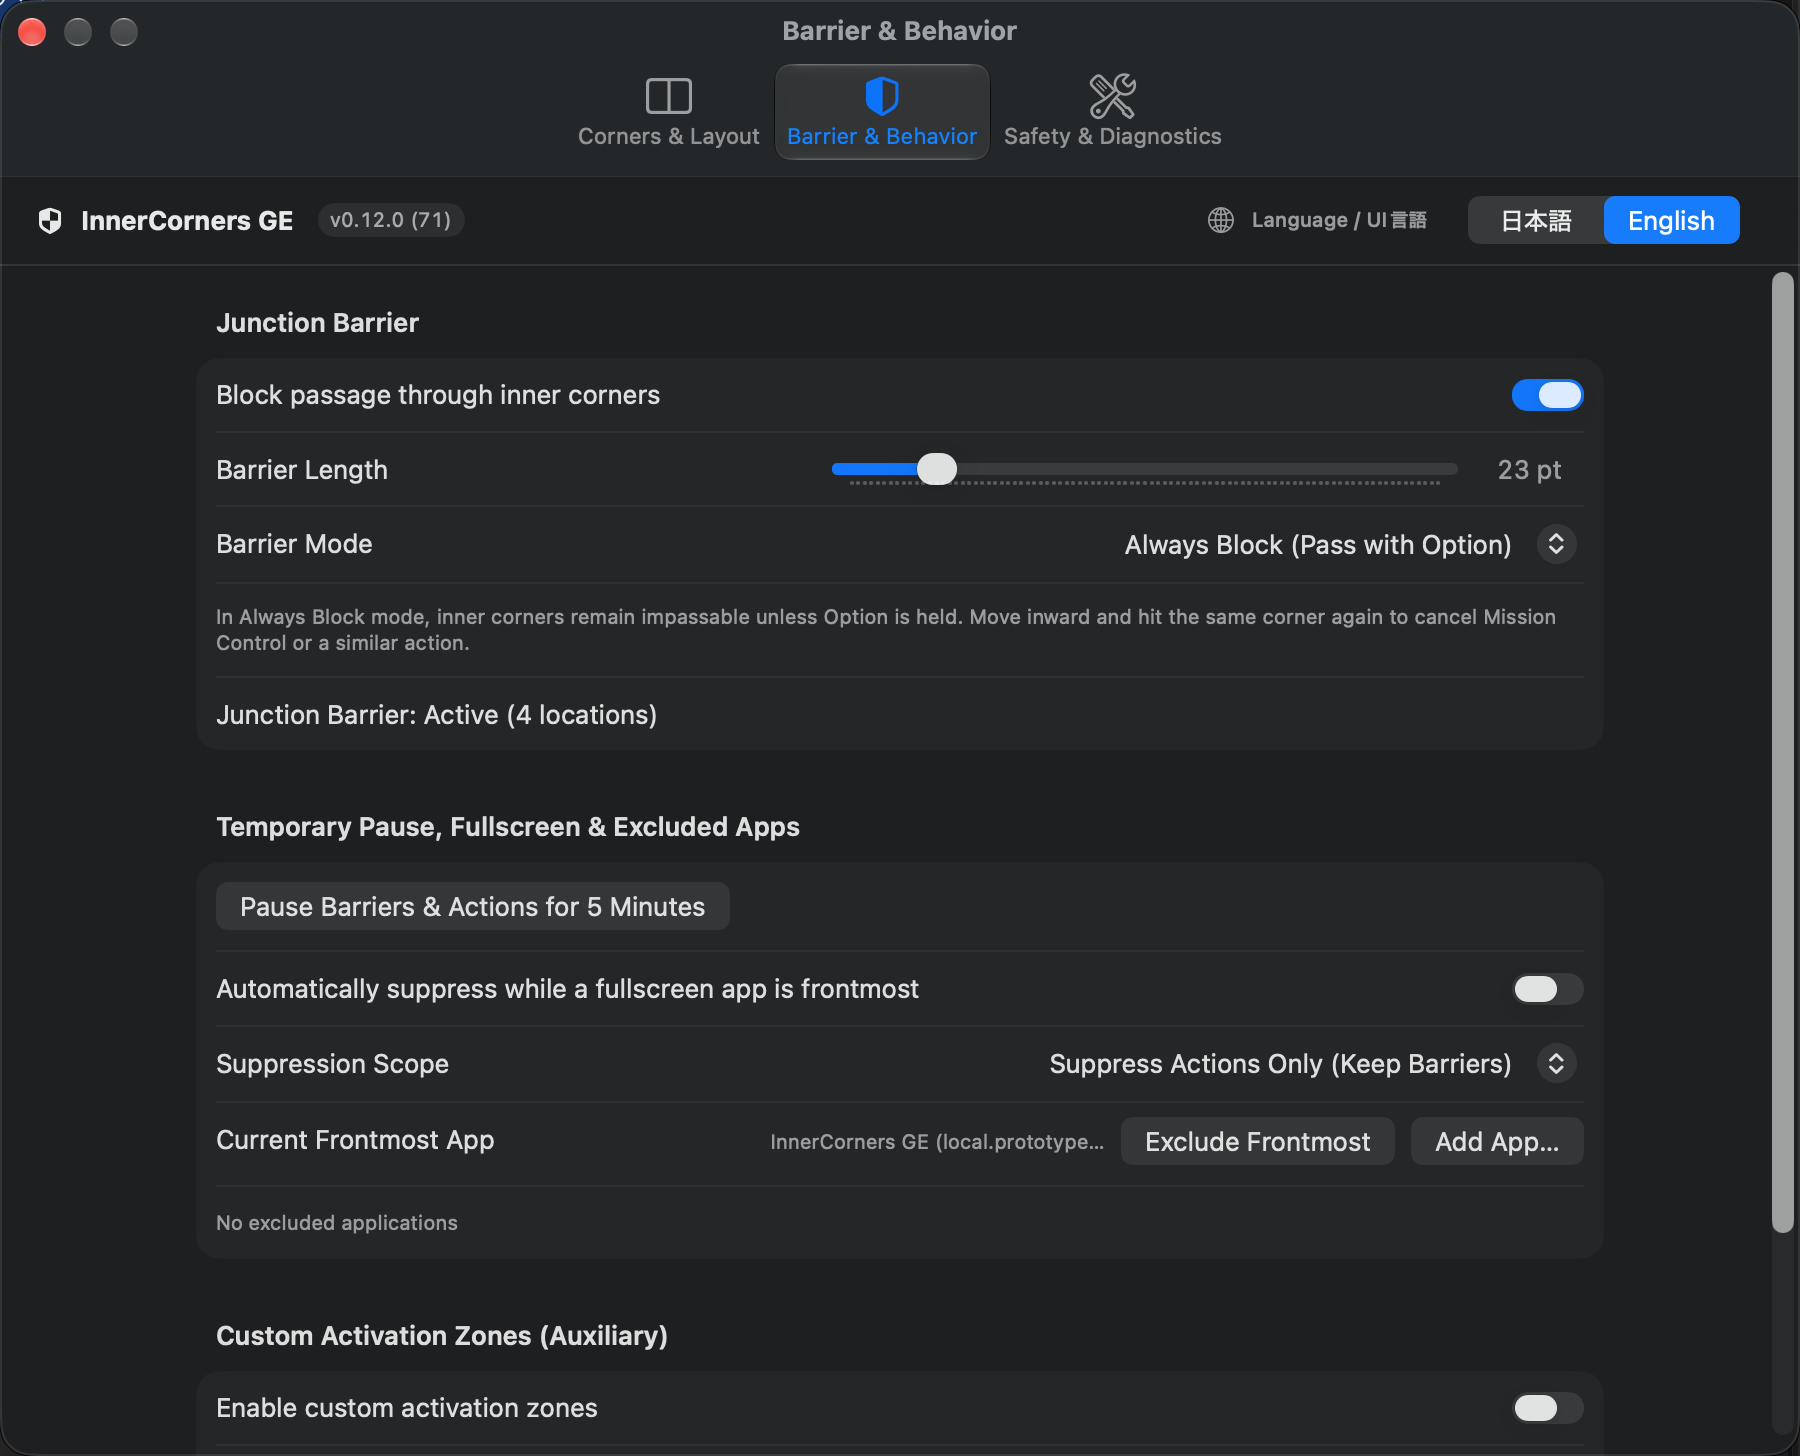 Barrier & Behavior
Corners & Layout
Barrier & Behavior
Safety & Diagnostics
InnerCorners GE
v0.12.0 (71)
Language / UI言語
日本語
English
Junction Barrier
Block passage through inner corners
Barrier Length
23 pt
Barrier Mode
Always Block (Pass with Option)
In Always Block mode, inner corners remain impassable unless Option is held. Move inward and hit the same corner again to cancel Mission
Control or a similar action.
Junction Barrier: Active (4 locations)
Temporary Pause, Fullscreen & Excluded Apps
Pause Barriers & Actions for 5 Minutes
Automatically suppress while a fullscreen app is frontmost
Suppression Scope
Suppress Actions Only (Keep Barriers)
Current Frontmost App
InnerCorners GE (local.prototype...
Exclude Frontmost
Add App...
No excluded applications
Custom Activation Zones (Auxiliary)
Enable custom activation zones